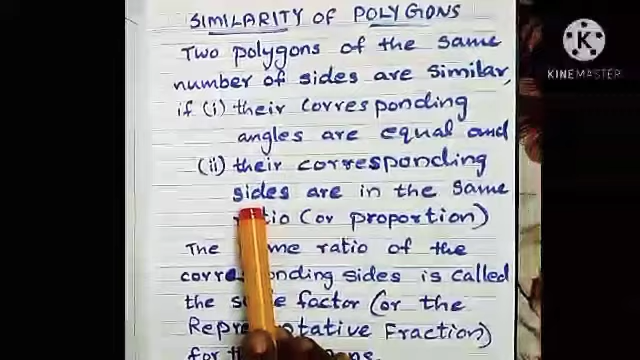 SIMILARITY OF POLYGONS
Two polygons of the same
number of sides are similar,
if (i) their corresponding
angles are equal and
(ii) their corresponding
sides are in the same
(or proportion)
The ratio of the
sides is called
the factor (or the
Fraction)
for
K
KINEMASTER